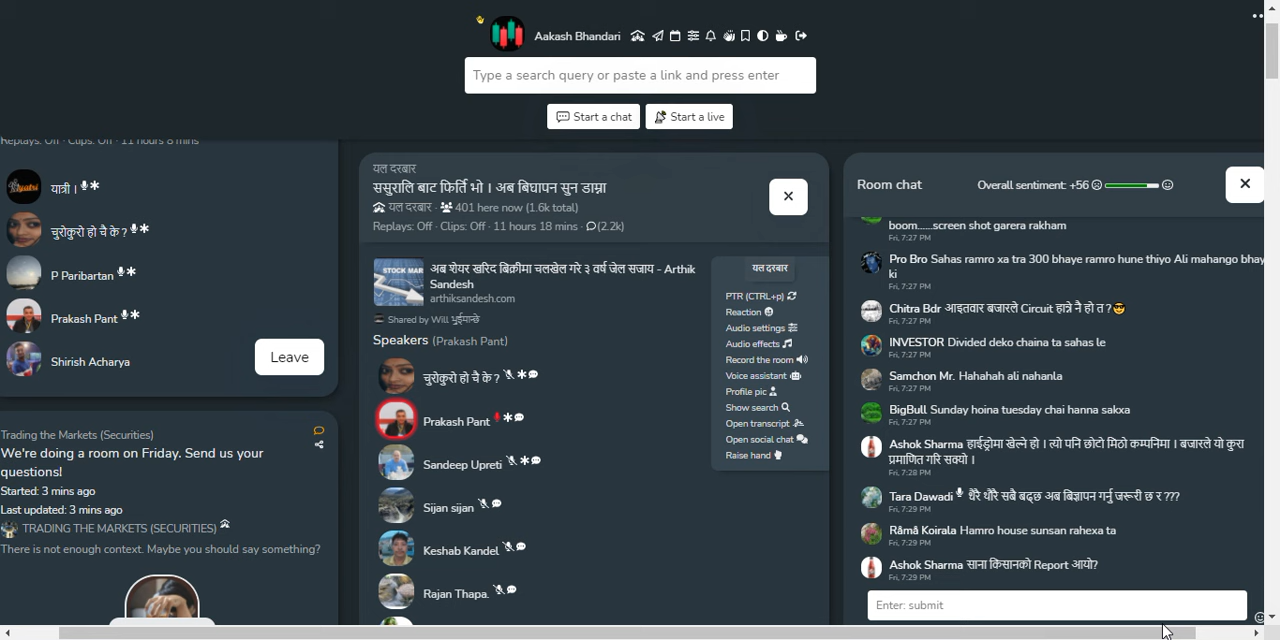 Aakash Bhandari
Type a search query or paste a link and press enter
Start a chat
Start a live
Replays: Off · Clips: Off · 11 hours 8 mins
यात्री ।
चुरोकुरो हो चै के ?
P Paribartan
Prakash Pant
Shirish Acharya
Leave
Trading the Markets (Securities)
We're doing a room on Friday. Send us your
questions!
Started: 3 mins ago
Last updated: 3 mins ago
TRADING THE MARKETS (SECURITIES)
There is not enough context. Maybe you should say something?
यल दरबार
ससुरालि बाट फिर्ति भो । अब बिघापन सुन डाम्ना
यल दरबार · 401 here now (1.6k total)
Replays: Off · Clips: Off · 11 hours 18 mins · (2.2k)
STOCK MAR
अब शेयर खरिद बिक्रीमा चलखेल गरे ३ वर्ष जेल सजाय - Arthik
Sandesh
arthiksandesh.com
Shared by Will भुईमान्छे
Speakers (Prakash Pant)
चुरोकुरो हो चै के ?
Prakash Pant
Sandeep Upreti
Sijan sijan
Keshab Kandel
Rajan Thapa.
यल दरबार
PTR (CTRL+p)
Reaction
Audio settings
Audio effects
Record the room
Voice assistant
Profile pic
Show search
Open transcript
Open social chat
Raise hand
Room chat
Overall sentiment: +56
boom......screen shot garera rakham
Fri, 7:27 PM
Pro Bro Sahas ramro xa tra 300 bhaye ramro hune thiyo Ali mahango bhay
ki
Fri, 7:27 PM
Chitra Bdr आइतवार बजारले Circuit हान्ने नै हो त ? 😎
Fri, 7:27 PM
INVESTOR Divided deko chaina ta sahas le
Fri, 7:27 PM
Samchon Mr. Hahahah ali nahanla
Fri, 7:27 PM
BigBull Sunday hoina tuesday chai hanna sakxa
Fri, 7:27 PM
Ashok Sharma हाईड्रोमा खेल्ने हो । त्यो पनि छोटो मिठो कम्पनिमा । बजारले यो कुरा
प्रमाणित गरि सक्यो ।
Fri, 7:28 PM
Tara Dawadi थैरै थौरै सबै बढ्छ अब बिज्ञापन गर्नु जरूरी छ र ???
Fri, 7:29 PM
Råmå Koirala Hamro house sunsan rahexa ta
Fri, 7:29 PM
Ashok Sharma साना किसानको Report आयो?
Fri, 7:29 PM
Enter: submit